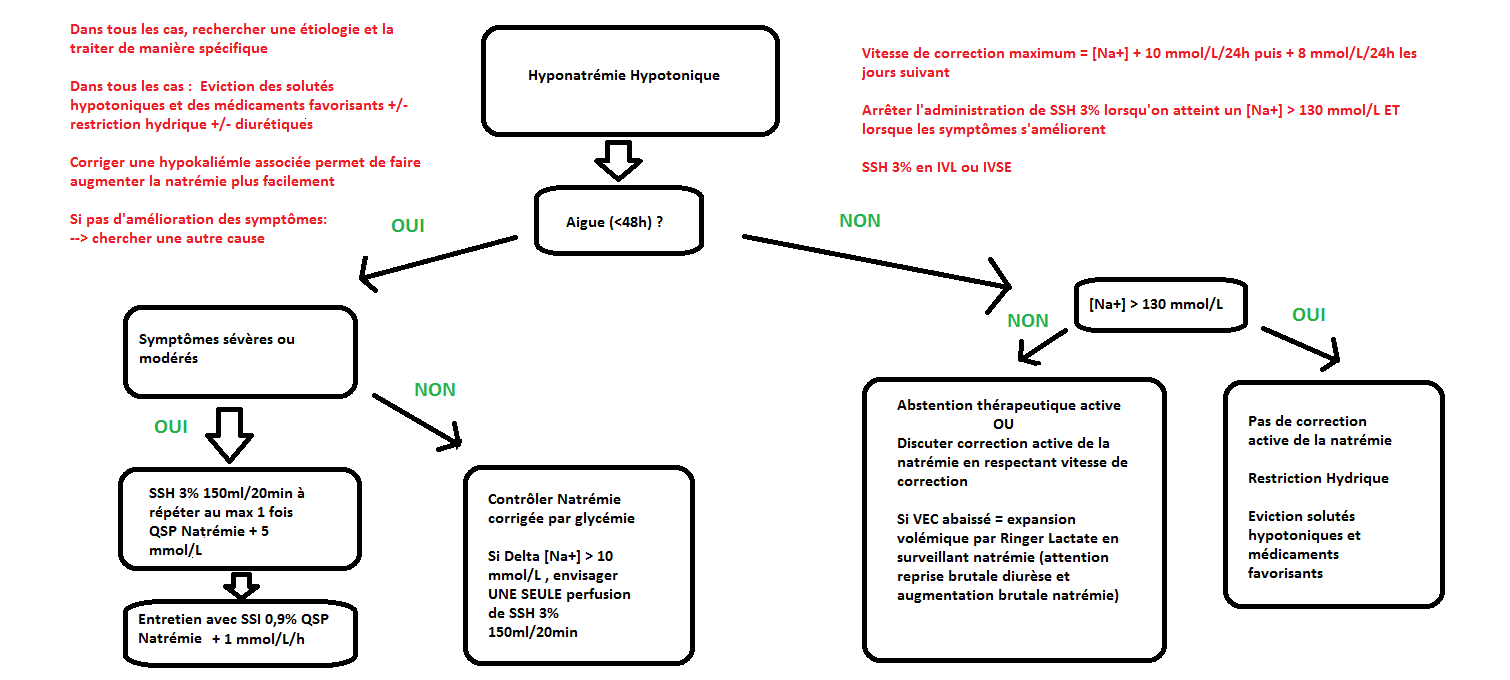 Dans tous les cas, rechercher une étiologie et la
traiter de manière spécifique
Dans tous les cas : Eviction des solutés
hypotoniques et des médicaments favorisants +/-
restriction hydrique +/- diurétiques
Corriger une hypokaliémie associée permet de faire
augmenter la natrémie plus facilement
Si pas d'amélioration des symptômes:
--> chercher une autre cause
Hyponatrémie Hypotonique
Vitesse de correction maximum = [Na+] + 10 mmol/L/24h puis + 8 mmol/L/24h les
jours suivant
Arrêter l'administration de SSH 3% lorsqu'on atteint un [Na+] > 130 mmol/L ET
lorsque les symptômes s'améliorent
SSH 3% en IVL ou IVSE
Aigue (<48h) ?
OUI
NON
Symptômes sévères ou
modérés
OUI
NON
SSH 3% 150ml/20min à
répéter au max 1 fois
QSP Natrémie + 5
mmol/L
Entretien avec SSI 0,9% QSP
Natrémie + 1 mmol/L/h
Contrôler Natrémie
corrigée par glycémie
Si Delta [Na+] > 10
mmol/L , envisager
UNE SEULE perfusion
de SSH 3%
150ml/20min
[Na+] > 130 mmol/L
NON
OUI
Abstention thérapeutique active
OU
Discuter correction active de la
natrémie en respectant vitesse de
correction
Si VEC abaissé = expansion
volémique par Ringer Lactate en
surveillant natrémie (attention
reprise brutale diurèse et
augmentation brutale natrémie)
Pas de correction
active de la natrémie
Restriction Hydrique
Eviction solutés
hypotoniques et
médicaments
favorisants